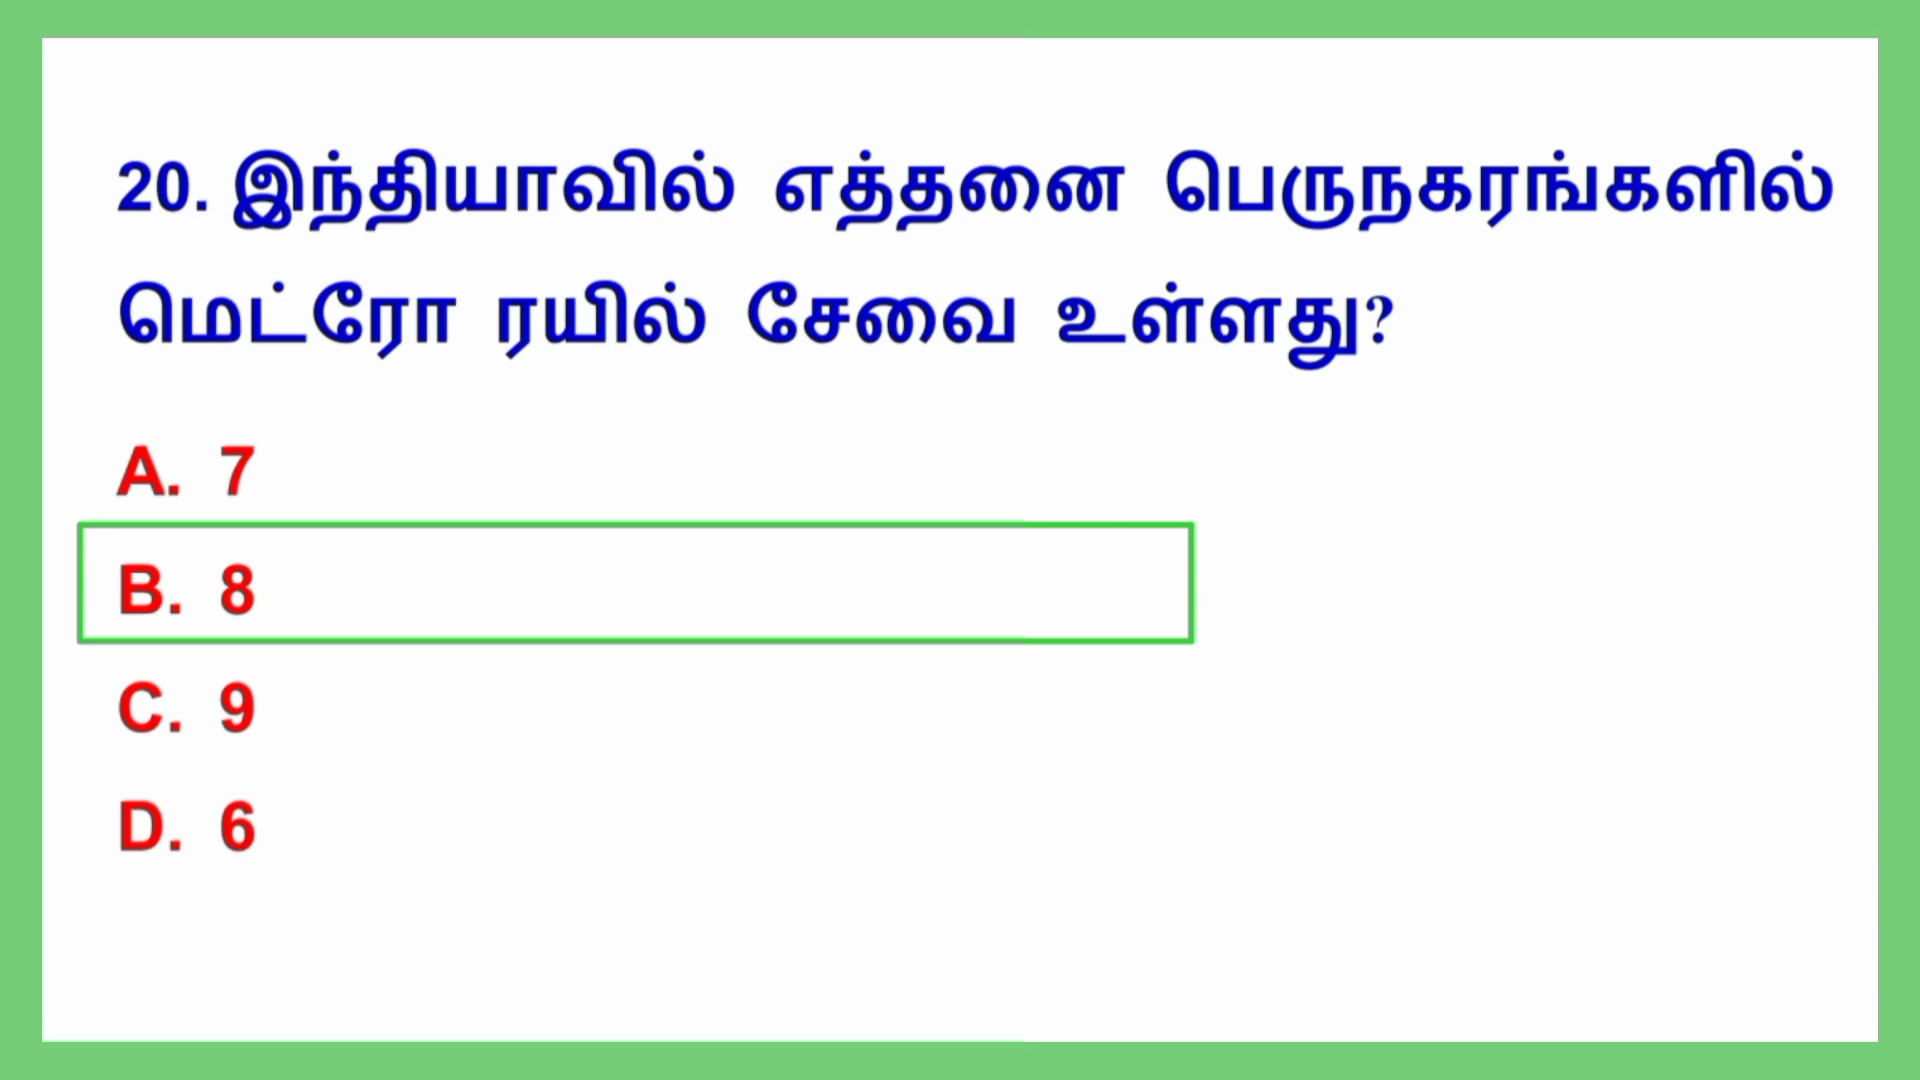 20. இந்தியாவில் எத்தனை பெருநகரங்களில்
மெட்ரோ ரயில் சேவை உள்ளது?
A. 7
B. 8
C. 9
D. 6